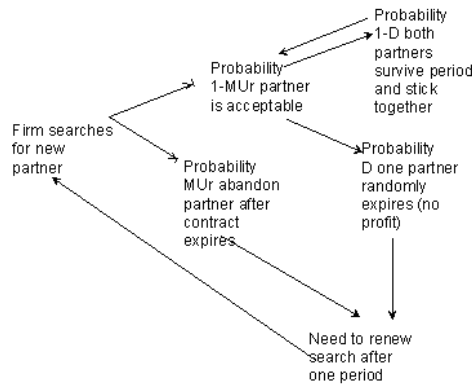 Probability
1-D both
partners
survive period
and stick
together
Probability
1-MUr partner
is acceptable
Firm searches
for new
partner
Probability
MUr abandon
partner after
contract
expires
Probability
D one partner
randomly
expires (no
profit)
Need to renew
search after
one period